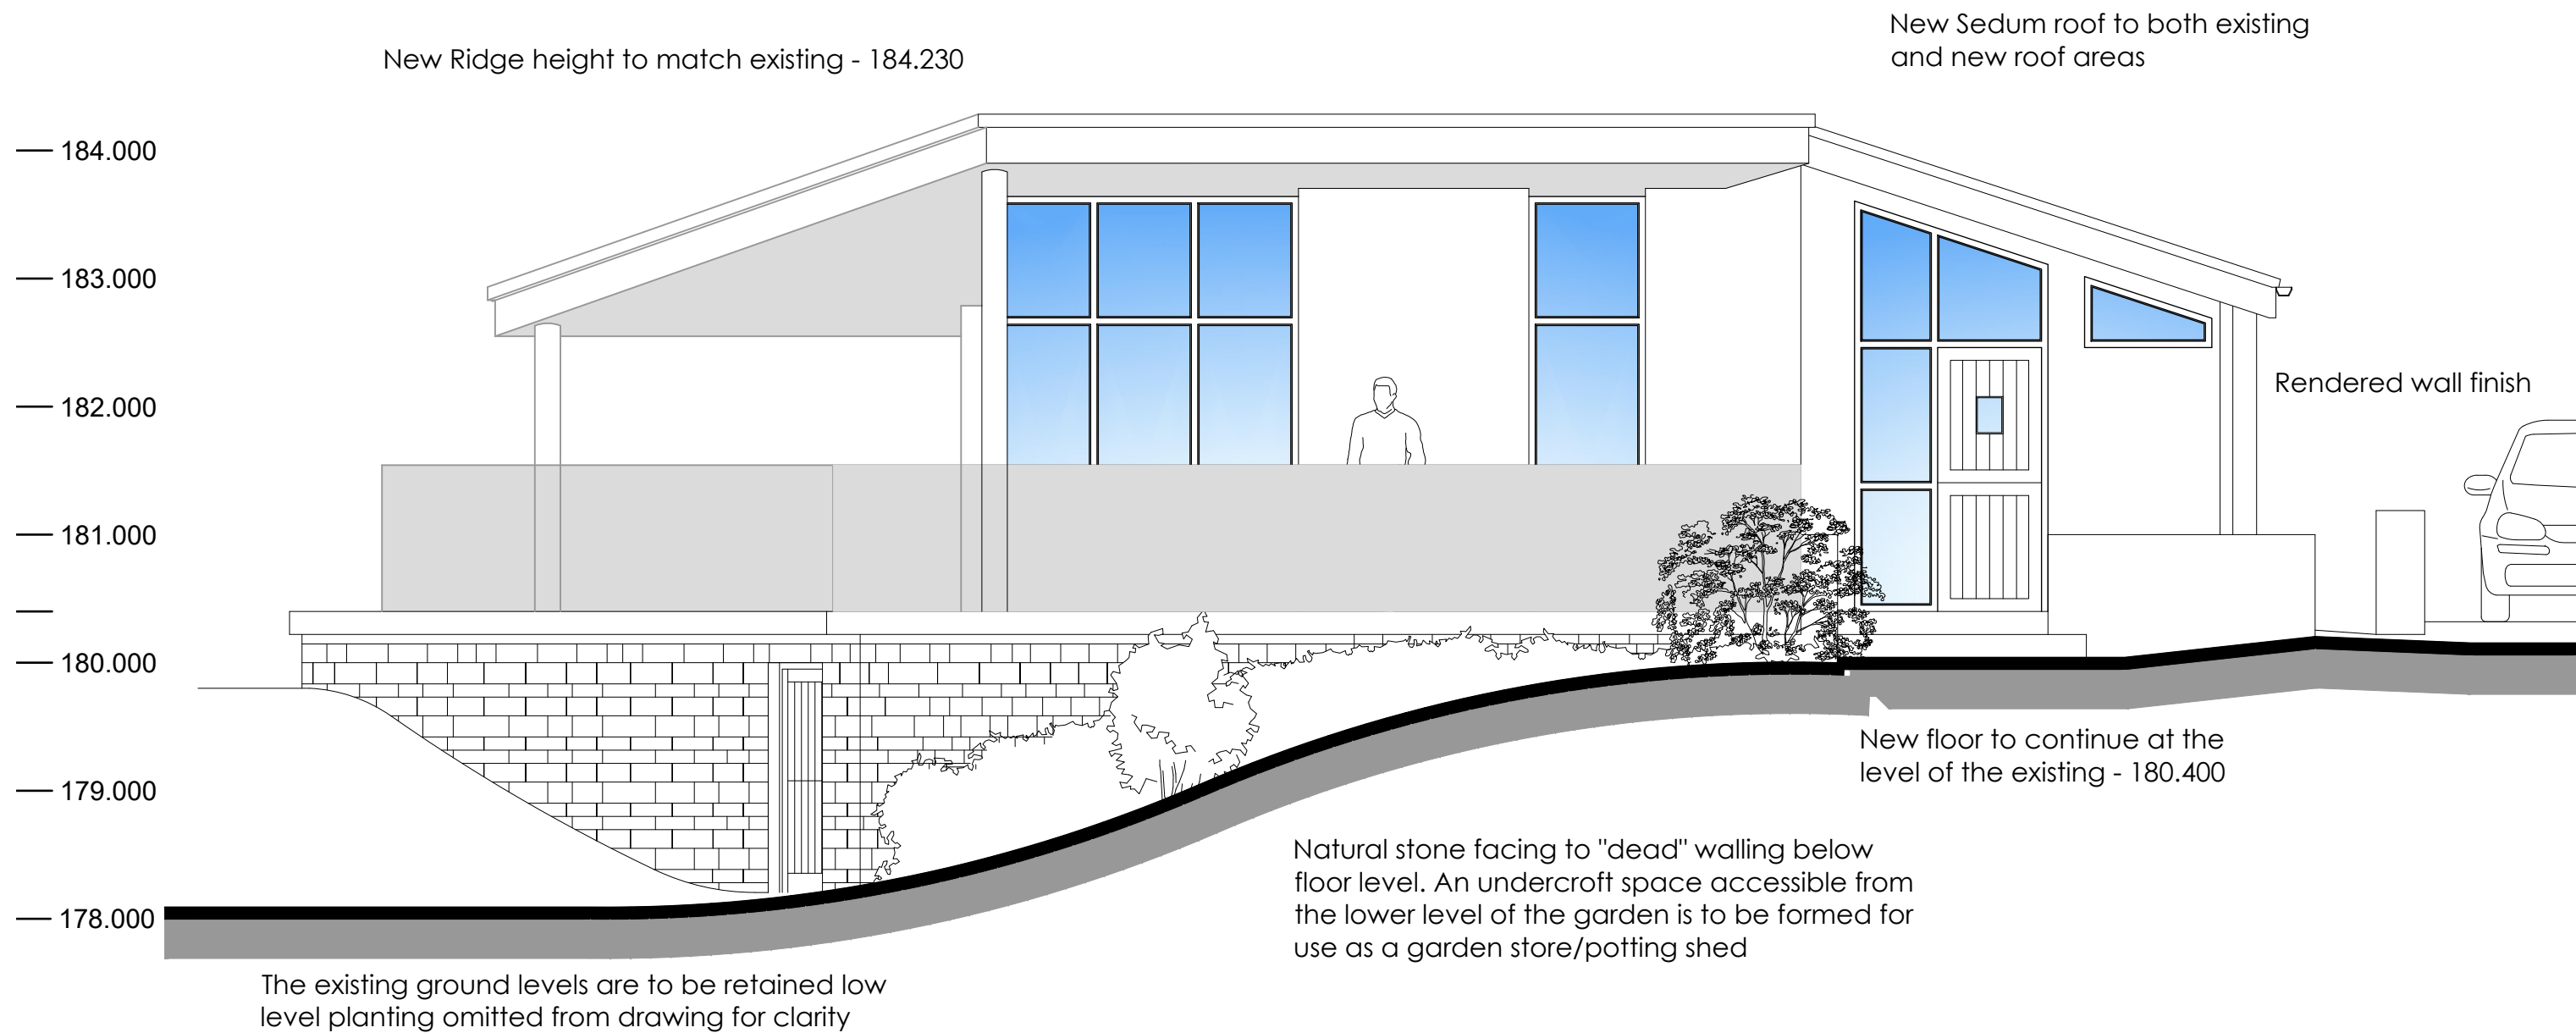 New Sedum roof to both existing
and new roof areas
New Ridge height to match existing - 184.230
184.000
183.000
182.000
181.000
180.000
179.000
178.000
Rendered wall finish
New floor to continue at the
level of the existing - 180.400
Natural stone facing to "dead" walling below
floor level. An undercroft space accessible from
the lower level of the garden is to be formed for
use as a garden store/potting shed
The existing ground levels are to be retained low
level planting omitted from drawing for clarity